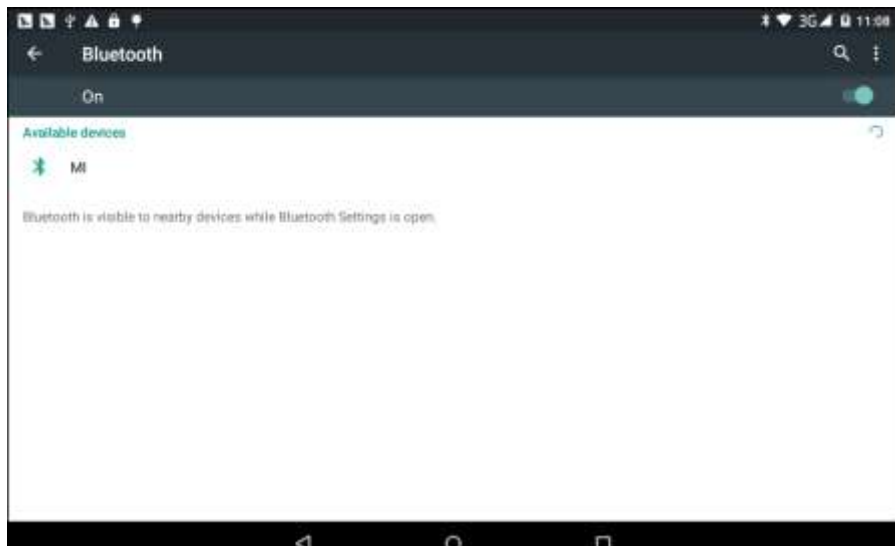 3G 11:08
Bluetooth
On
Available devices
MI
Bluetooth is visible to nearby devices while Bluetooth Settings is open.